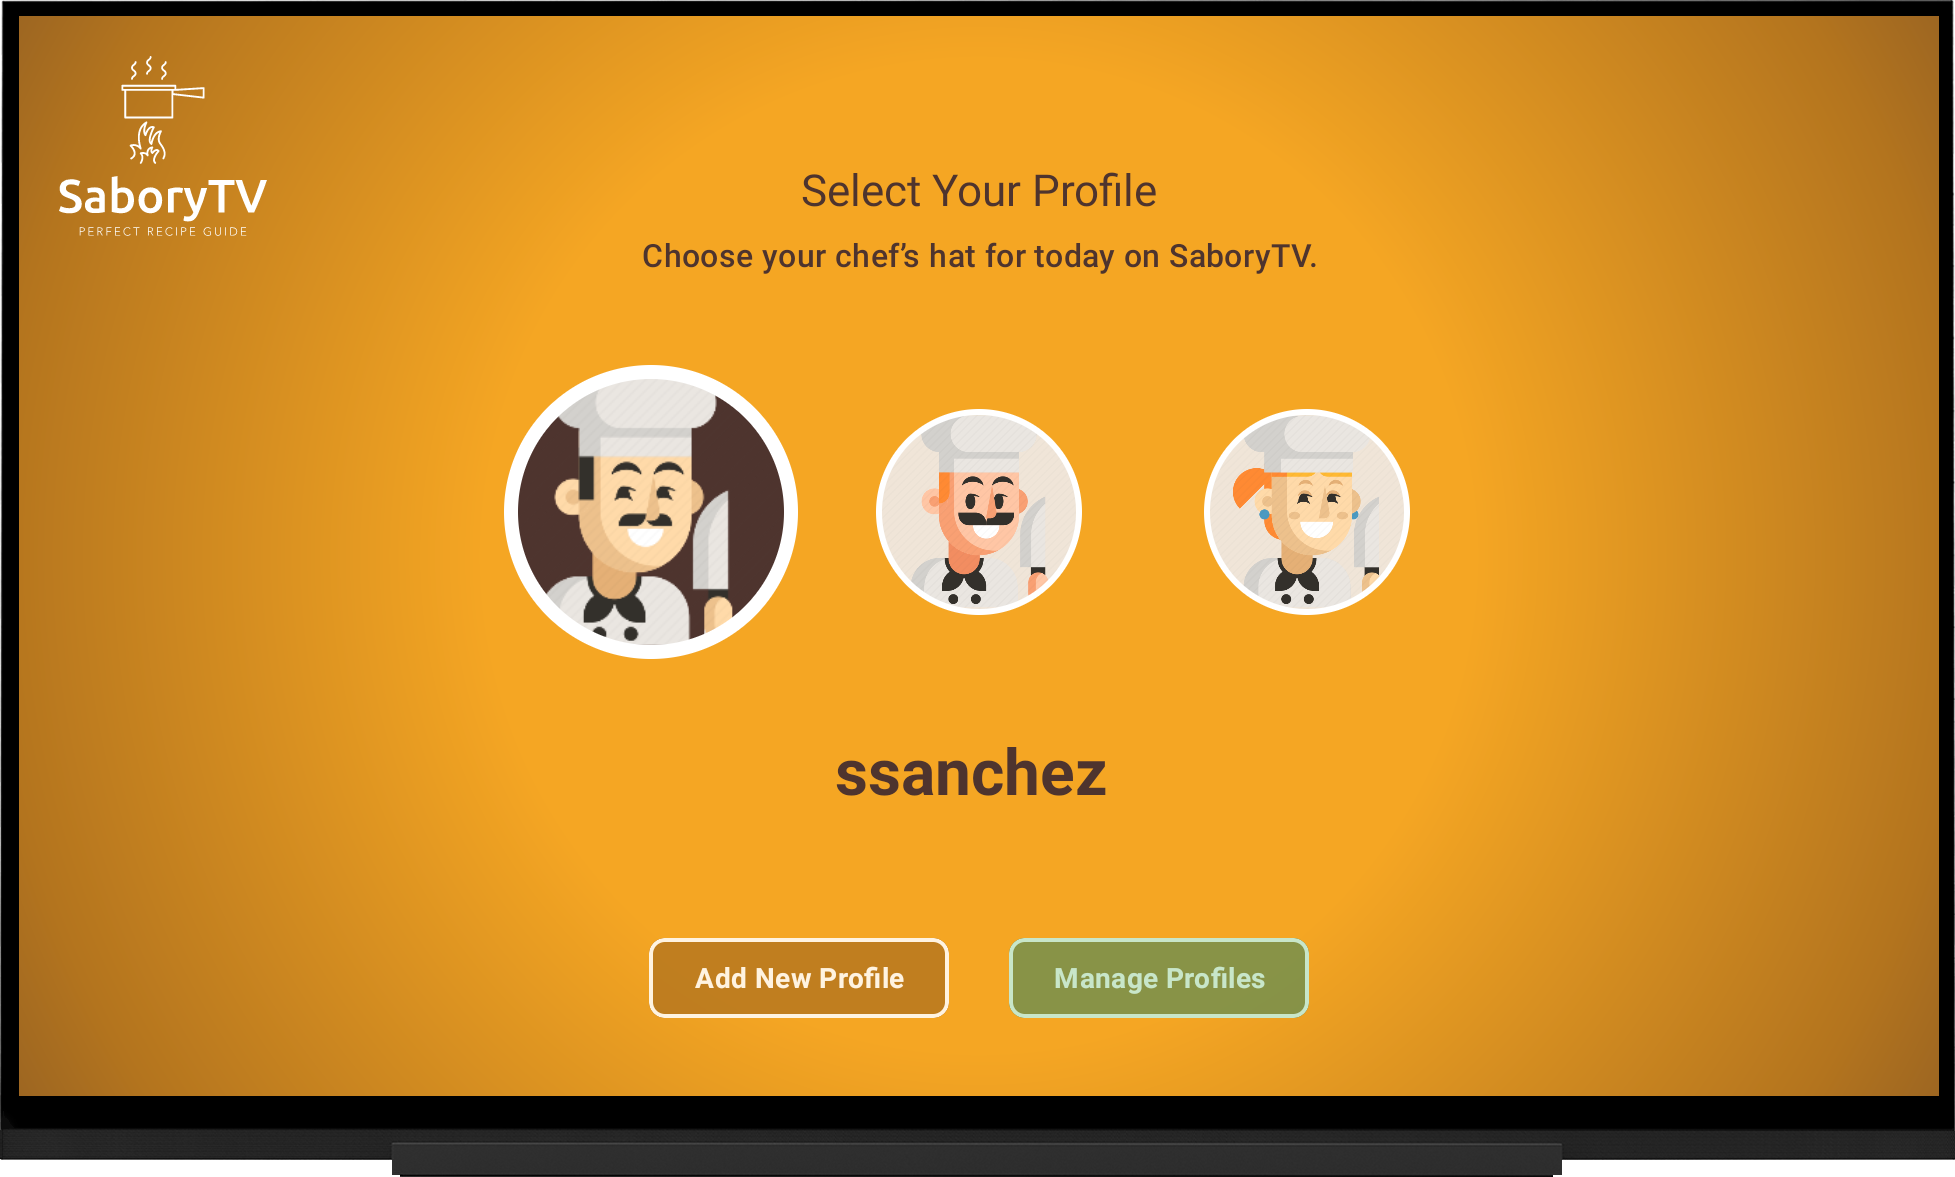 SaboryTV
PERFECT RECIPE GUIDE
Select Your Profile
Choose your chef’s hat for today on SaboryTV.
ssanchez
Add New Profile
Manage Profiles